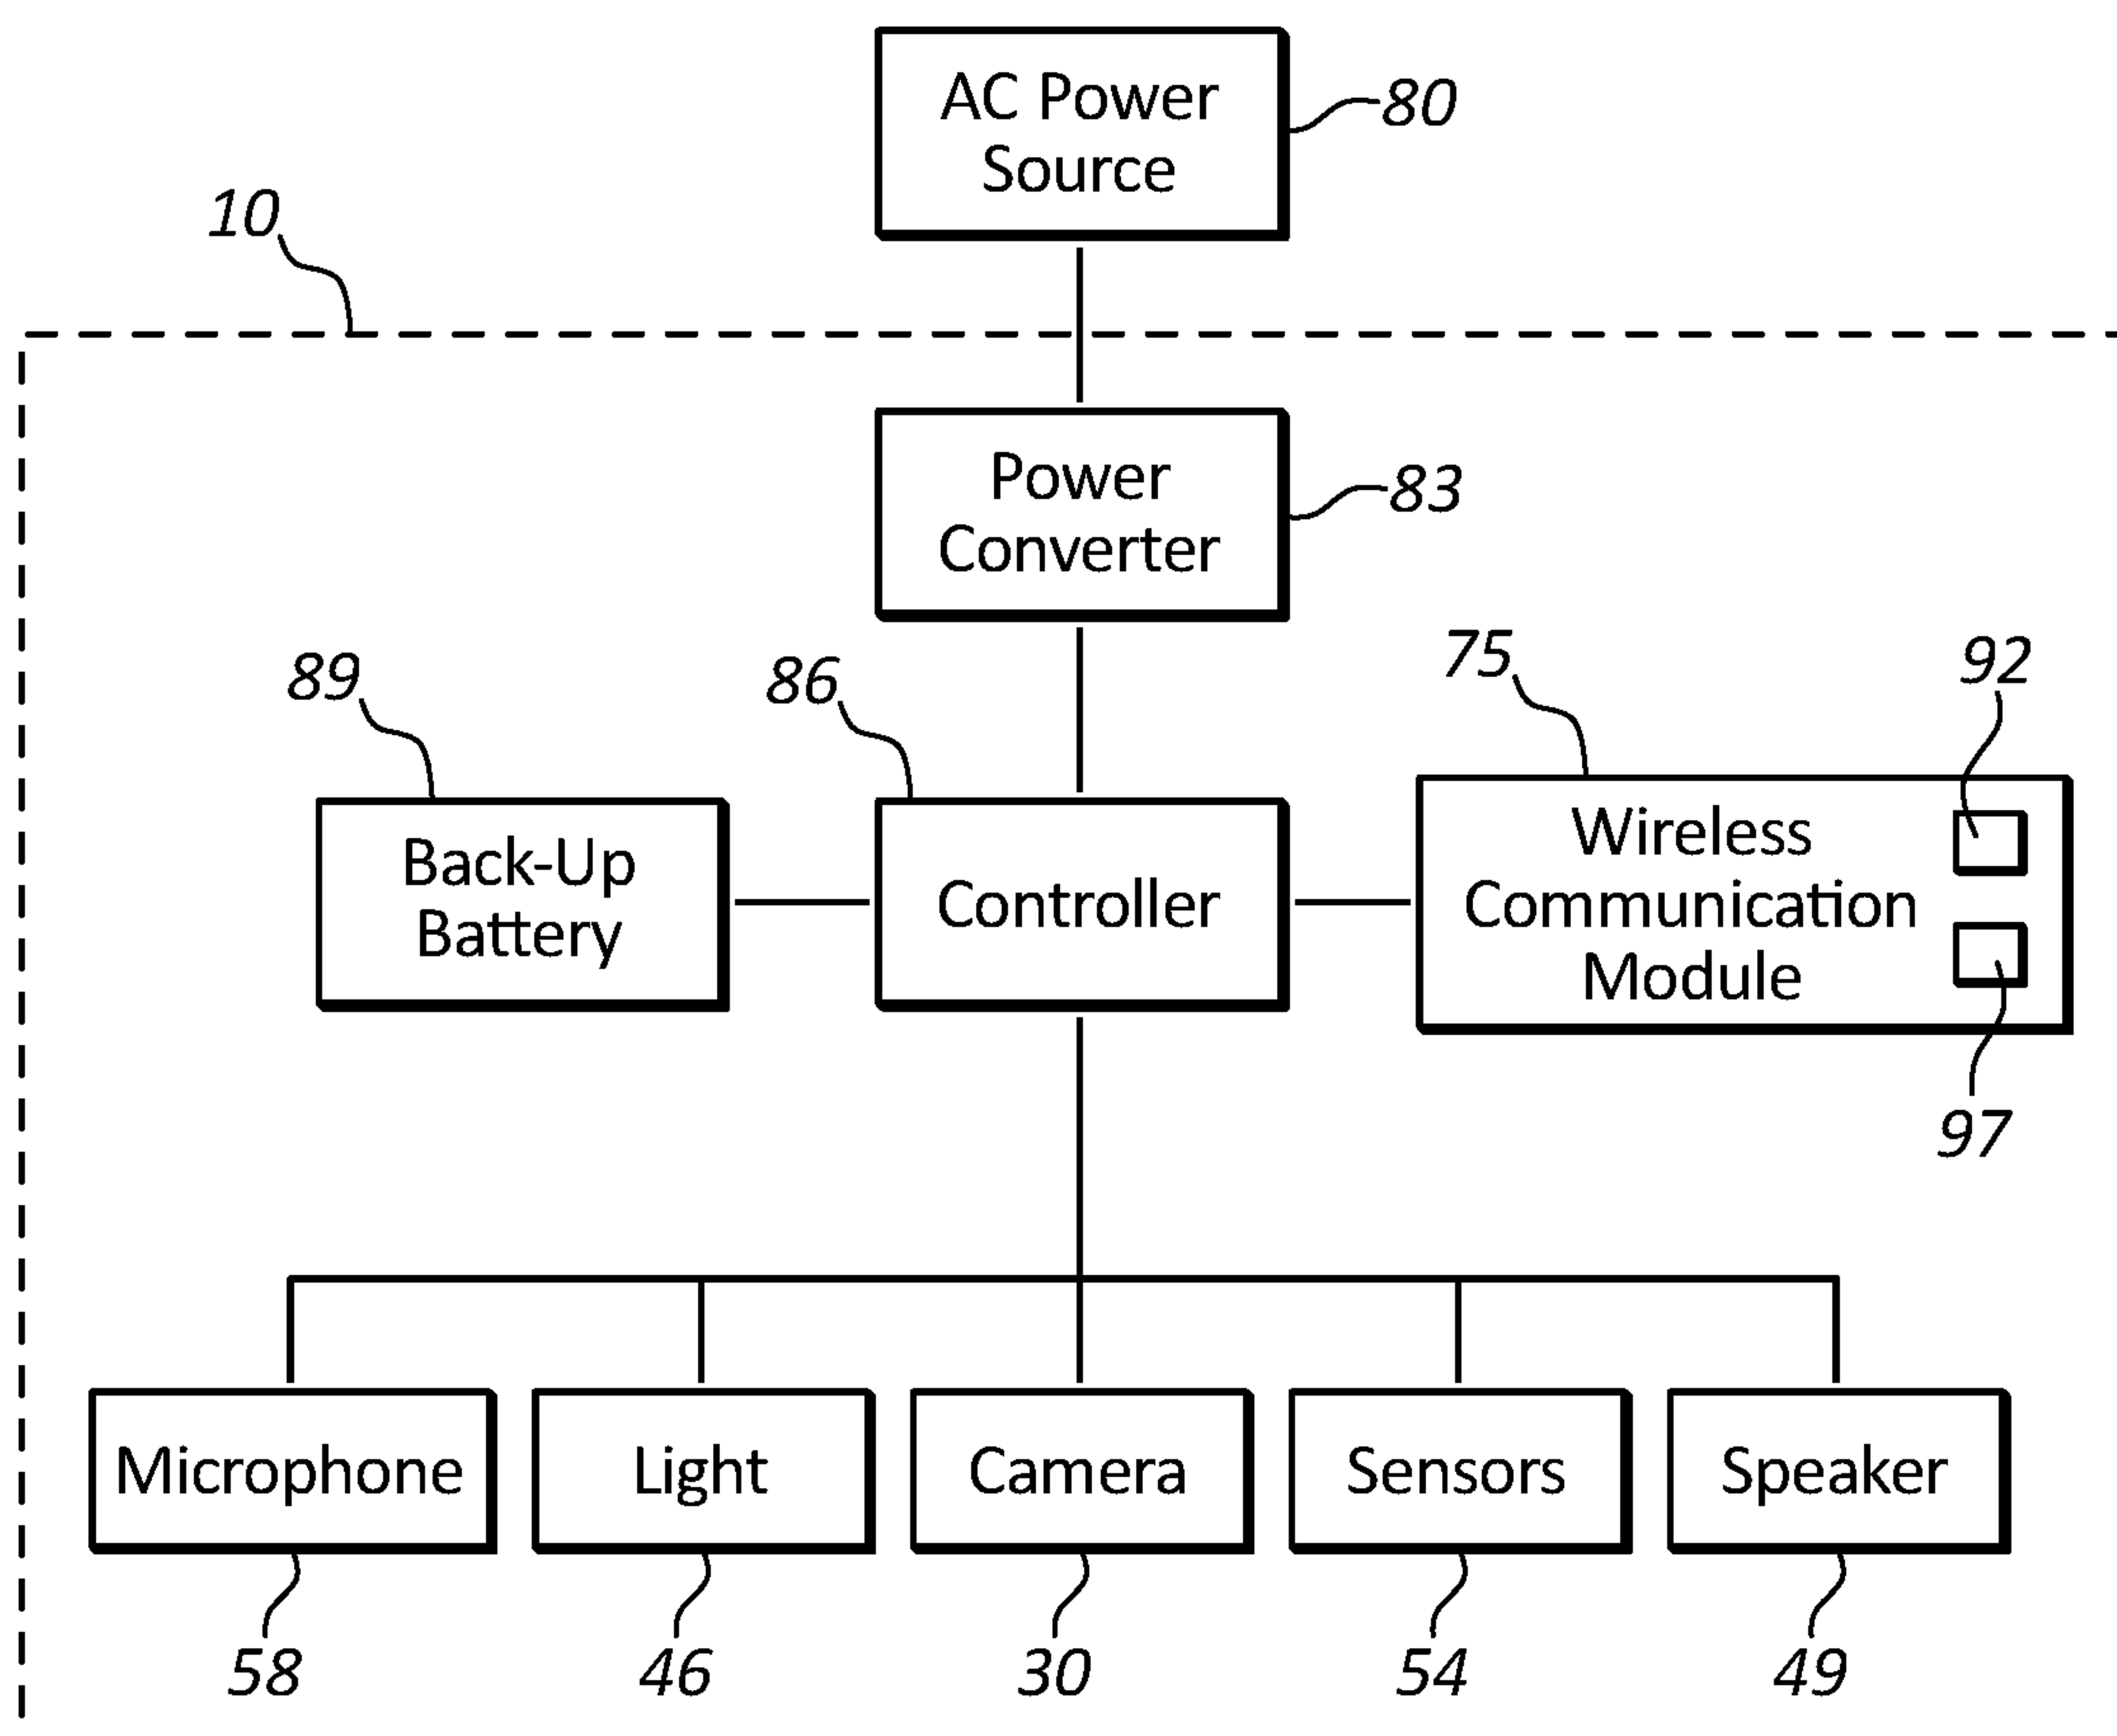 AC Power
Source
80
10
Power
Converter
83
89
86
75
92
Back-Up
Battery
Controller
Wireless
Communication
Module
97
Microphone
Light
Camera
Sensors
Speaker
58
46
30
54
49